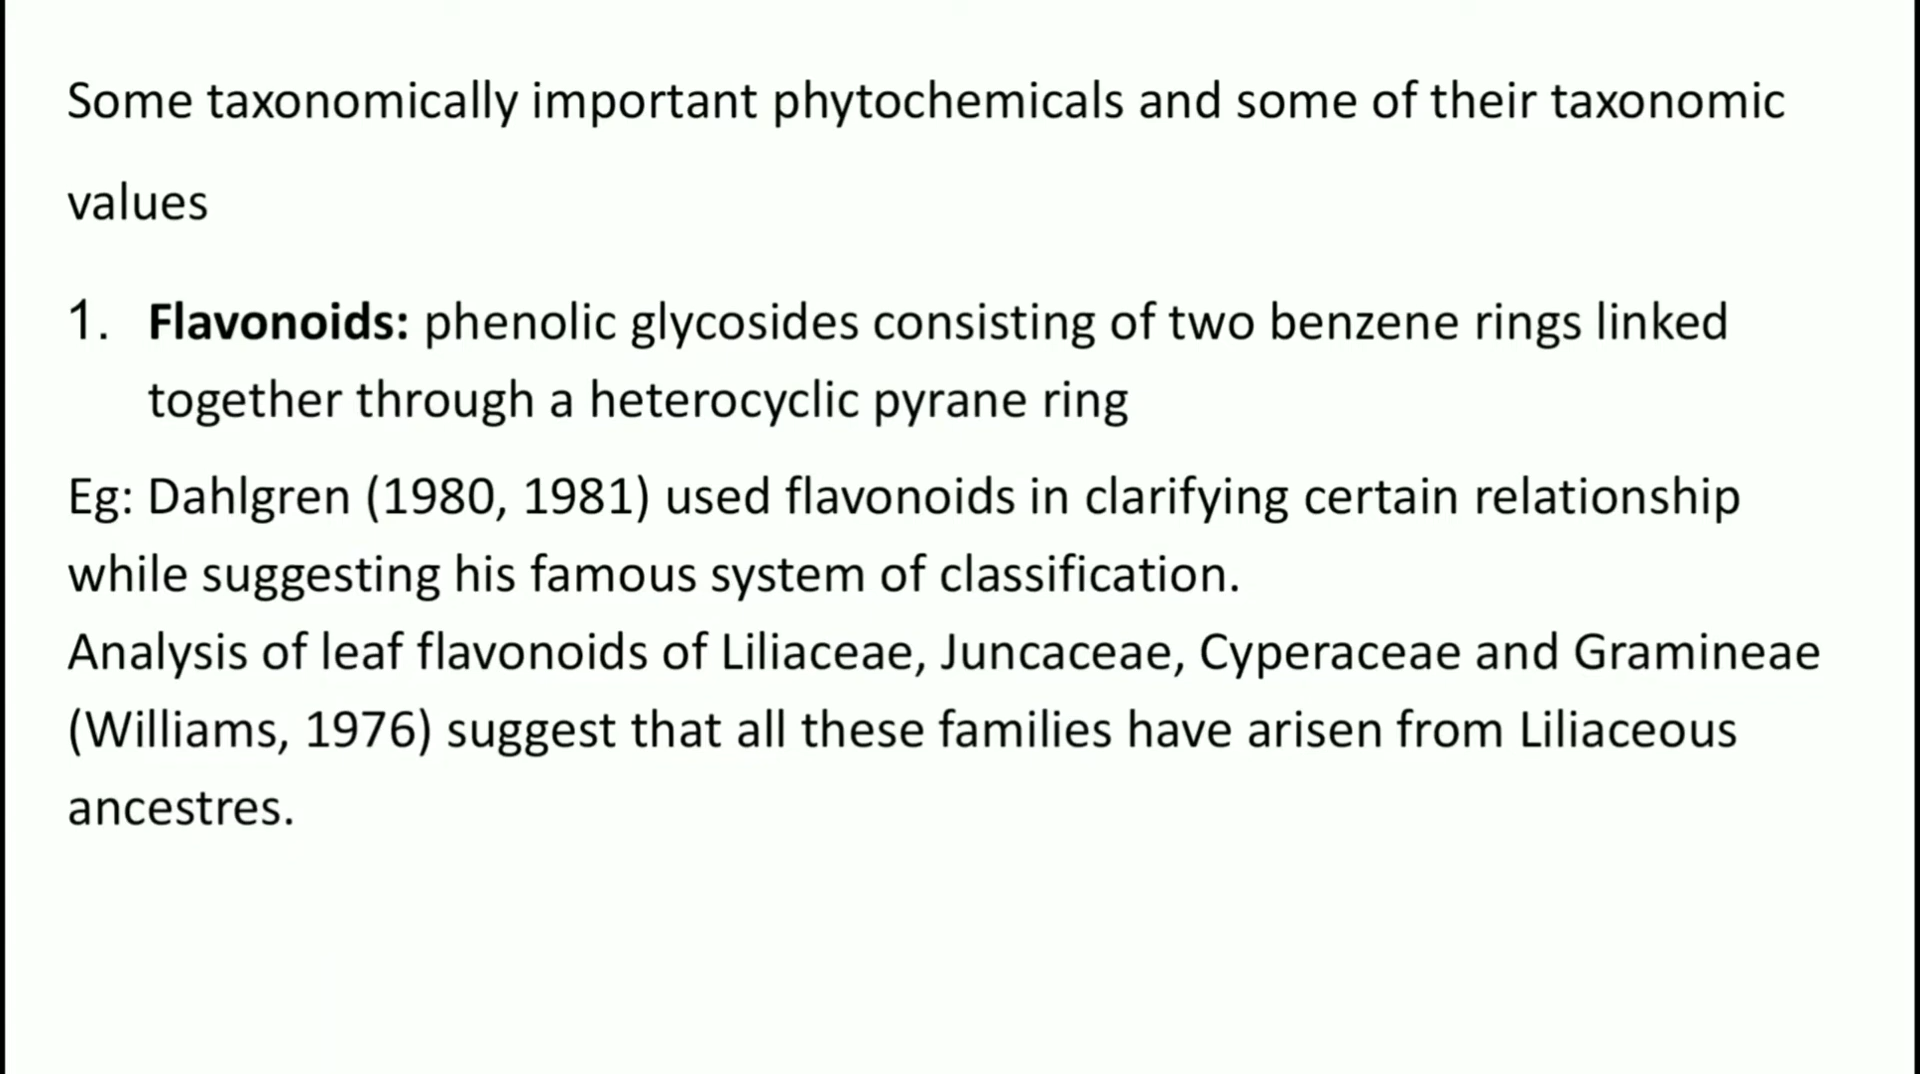 Some taxonomically important phytochemicals and some of their taxonomic
values
1. Flavonoids: phenolic glycosides consisting of two benzene rings linked
together through a heterocyclic pyrane ring
Eg: Dahlgren (1980, 1981) used flavonoids in clarifying certain relationship
while suggesting his famous system of classification.
Analysis of leaf flavonoids of Liliaceae, Juncaceae, Cyperaceae and Gramineae
(Williams, 1976) suggest that all these families have arisen from Liliaceous
ancestres.